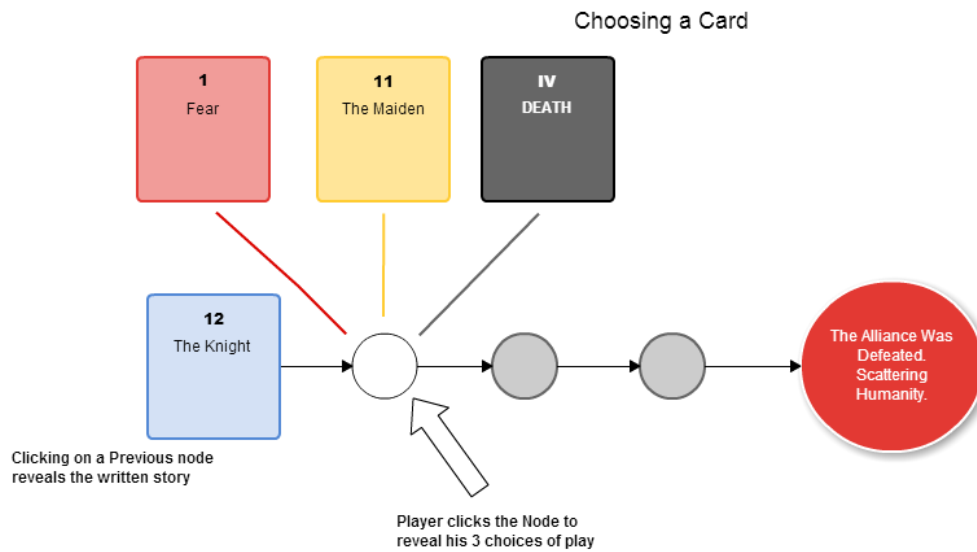 Choosing a Card
1
Fear
11
The Maiden
IV
DEATH
12
The Knight
The Alliance Was
Defeated.
Scattering
Humanity.
Clicking on a Previous node
reveals the written story
Player clicks the Node to
reveal his 3 choices of play